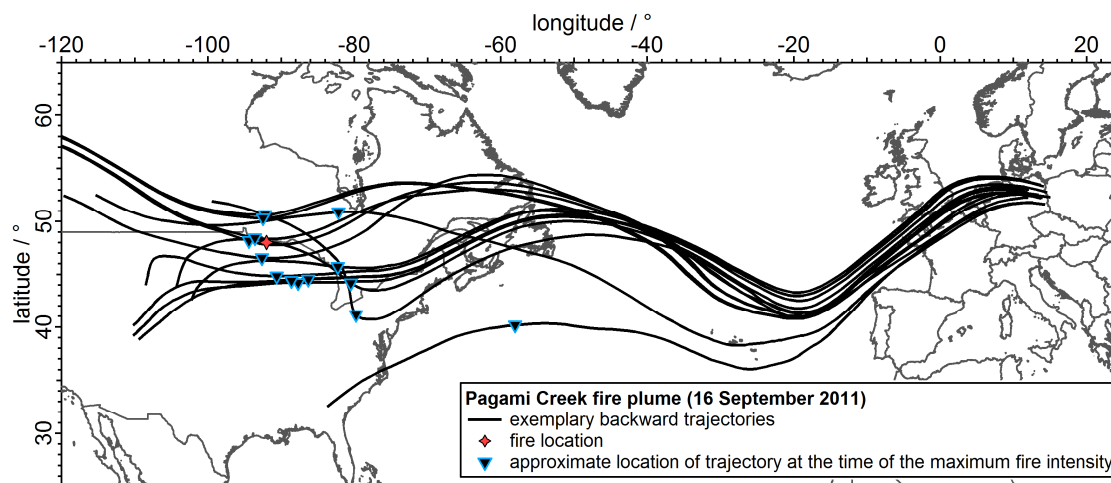 longitude / °
-120 -100 -80 -60 -40 -20 0 20
latitude / °
60
50
40
30
Pagami Creek fire plume (16 September 2011)
exemplary backward trajectories
fire location
approximate location of trajectory at the time of the maximum fire intensity